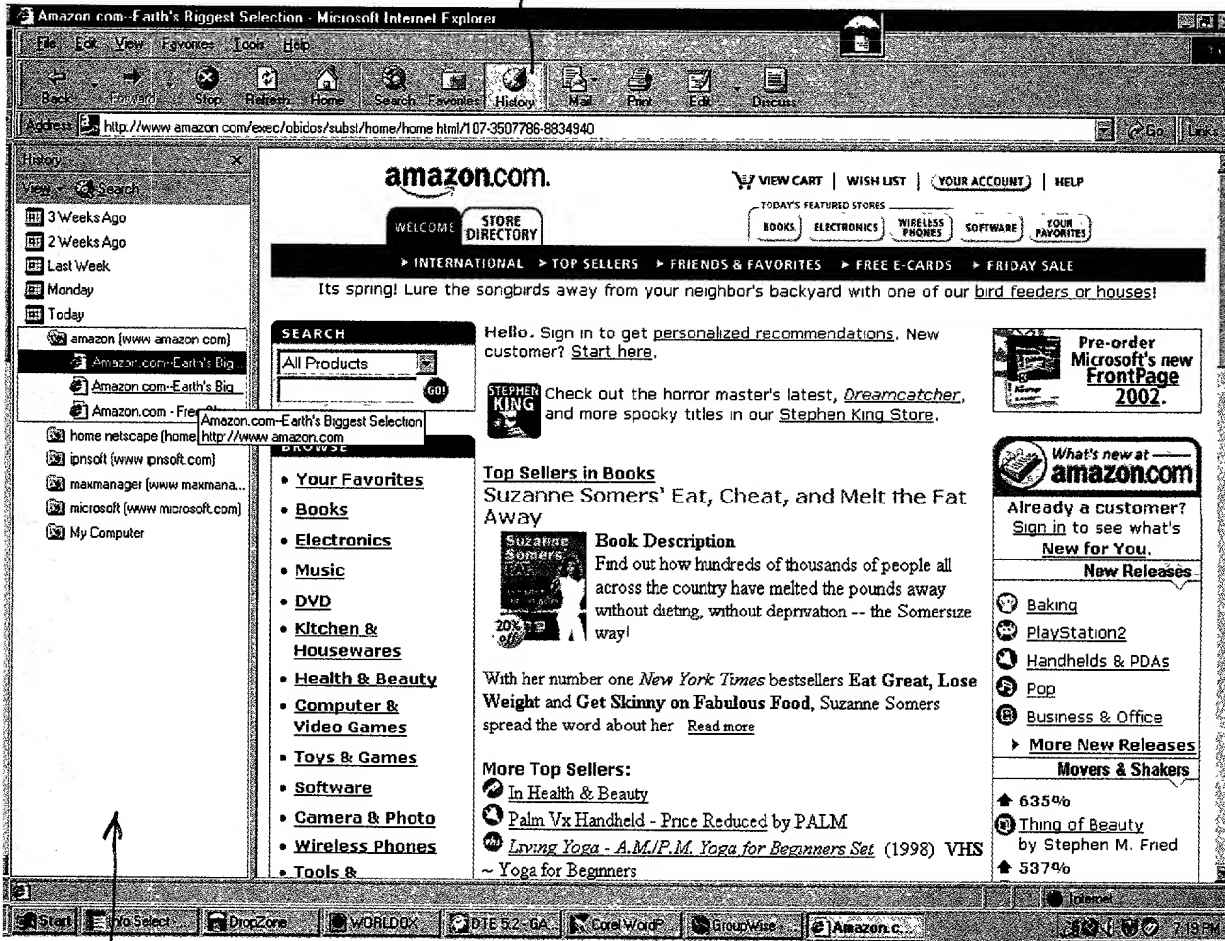 Amazon com--Earth's Biggest Selection - Microsoft Internet Explorer
File Edit View Favorites Tools Help
Back Forward Stop Refresh Home Search Favorites History Mail Print Edit Discuss
Address http://www amazon com/exec/obidos/subst/home/home html/107-3507786-8834940 Go Links
History
View Search
3 Weeks Ago
2 Weeks Ago
Last Week
Monday
Today
amazon (www amazon com)
Amazon.com--Earth's Big...
Amazon com--Earth's Big
Amazon.com - Free
Amazon.com--Earth's Biggest Selection
http://www amazon.com
home netscape (home
ipnsoft (www ipnsoft.com)
maxmanager (www maxmana...
microsoft (www microsoft.com)
My Computer
amazon.com.
VIEW CART | WISH LIST | YOUR ACCOUNT | HELP
WELCOME
STORE DIRECTORY
TODAY'S FEATURED STORES
BOOKS ELECTRONICS WIRELESS PHONES SOFTWARE YOUR FAVORITES
INTERNATIONAL TOP SELLERS FRIENDS & FAVORITES FREE E-CARDS FRIDAY SALE
Its spring! Lure the songbirds away from your neighbor's backyard with one of our bird feeders or houses!
SEARCH
All Products
GO!
BROWSE
• Your Favorites
• Books
• Electronics
• Music
• DVD
• Kitchen &
Housewares
• Health & Beauty
• Computer &
Video Games
• Toys & Games
• Software
• Camera & Photo
• Wireless Phones
• Tools &
Hello. Sign in to get personalized recommendations. New
customer? Start here.
STEPHEN KING
Check out the horror master's latest, Dreamcatcher,
and more spooky titles in our Stephen King Store.
Top Sellers in Books
Suzanne Somers' Eat, Cheat, and Melt the Fat
Away
Suzanne
Somers'
20%
off
Book Description
Find out how hundreds of thousands of people all
across the country have melted the pounds away
without dieting, without deprivation -- the Somersize
way!
With her number one New York Times bestsellers Eat Great, Lose
Weight and Get Skinny on Fabulous Food, Suzanne Somers
spread the word about her Read more
More Top Sellers:
In Health & Beauty
Palm Vx Handheld - Price Reduced by PALM
Living Yoga - A.M./P.M. Yoga for Beginners Set (1998) VHS
~ Yoga for Beginners
Pre-order
Microsoft's new
FrontPage
2002.
What's new at
amazon.com
Already a customer?
Sign in to see what's
New for You.
New Releases
Baking
PlayStation2
Handhelds & PDAs
Pop
Business & Office
More New Releases
Movers & Shakers
635%
Thing of Beauty
by Stephen M. Fried
537%
Internet
Start Info Select DropZone WORLDOX DTE 5.2 - GA Corel WordP GroupWise Amazon.c... 7:19 PM